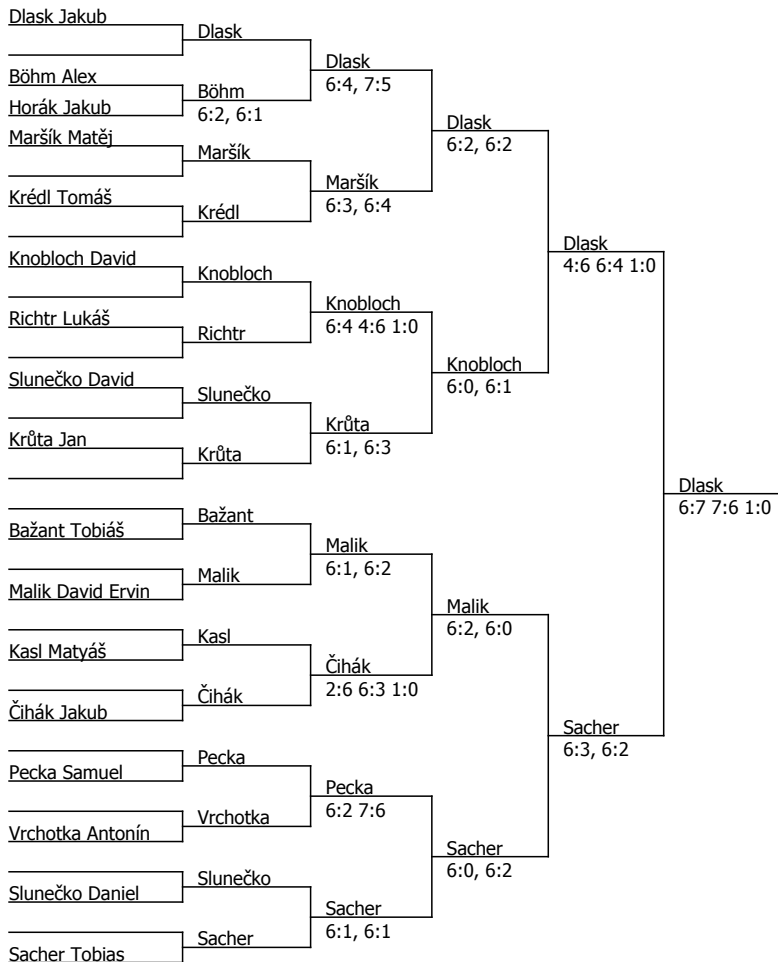 Dlask Jakub
Böhm Alex
Horák Jakub
Maršík Matěj
Krédl Tomáš
Knobloch David
Richtr Lukáš
Slunečko David
Krůta Jan
Bažant Tobiáš
Malik David Ervin
Kasl Matyáš
Čihák Jakub
Pecka Samuel
Vrchotka Antonín
Slunečko Daniel
Sacher Tobias
Dlask
Böhm
6:2, 6:1
Maršík
Krédl
Knobloch
Richtr
Slunečko
Krůta
Bažant
Malik
Kasl
Čihák
Pecka
Vrchotka
Slunečko
Sacher
Dlask
6:4, 7:5
Maršík
6:3, 6:4
Knobloch
6:4 4:6 1:0
Krůta
6:1, 6:3
Malik
6:1, 6:2
Čihák
2:6 6:3 1:0
Pecka
6:2 7:6
Sacher
6:1, 6:1
Dlask
6:2, 6:2
Knobloch
6:0, 6:1
Malik
6:2, 6:0
Sacher
6:0, 6:2
Dlask
4:6 6:4 1:0
Sacher
6:3, 6:2
Dlask
6:7 7:6 1:0